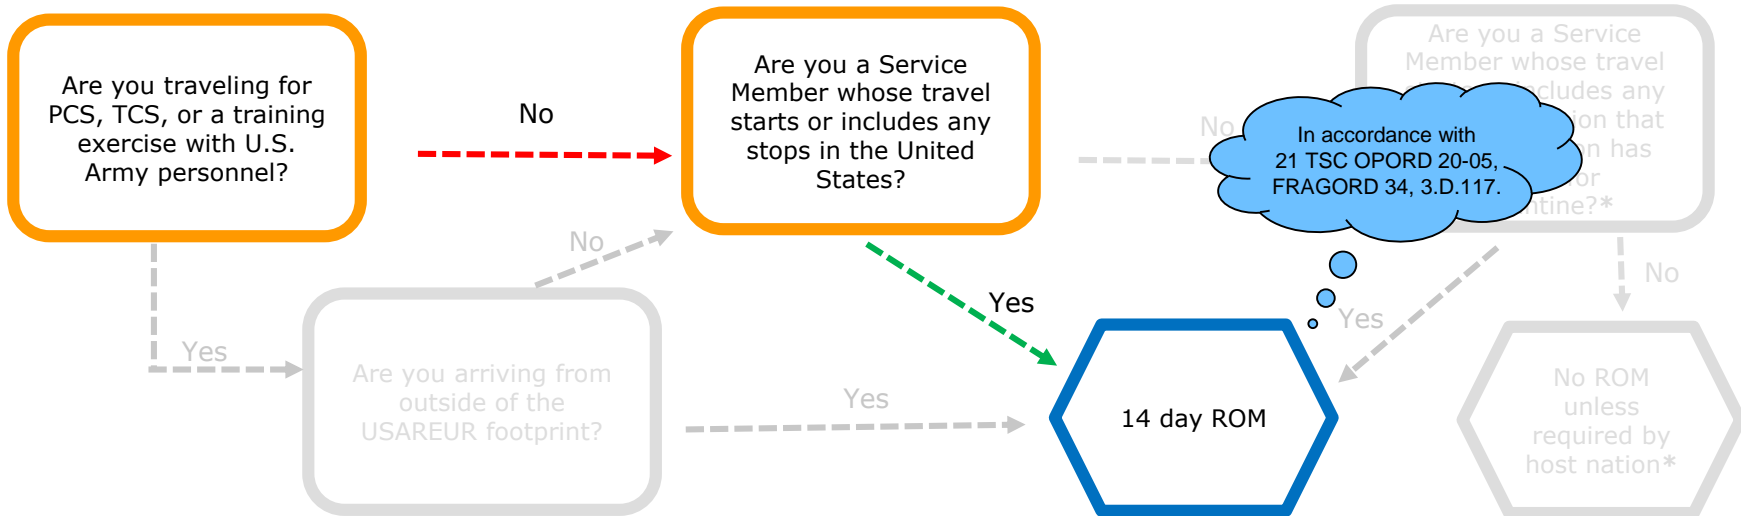 Are you traveling for
PCS, TCS, or a training
exercise with U.S.
Army personnel?
No
Are you a Service
Member whose travel
starts or includes any
stops in the United
States?
No
Are you a Service
Member whose travel
any
that
has
In accordance with
21 TSC OPORD 20-05,
FRAGORD 34, 3.D.117.
Yes
Are you arriving from
outside of the
USAREUR footprint?
No
Yes
Yes
14 day ROM
Yes
No
No ROM
unless
required by
host nation*